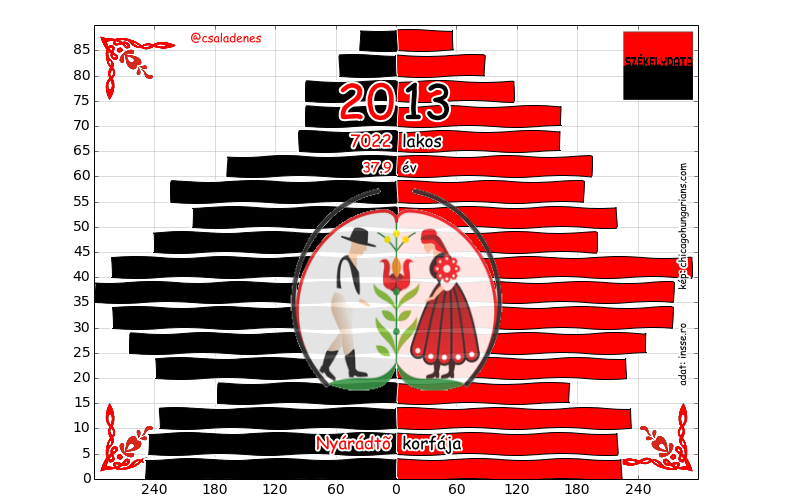 @csaladenes
SZÉKELYDATA
2013
7022 lakos
37.9 év
kép: chicagohungarians.com
adat: insse.ro
Nyárádtő korfája
85
80
75
70
65
60
55
50
45
40
35
30
25
20
15
10
5
0
240 180 120 60 0 60 120 180 240